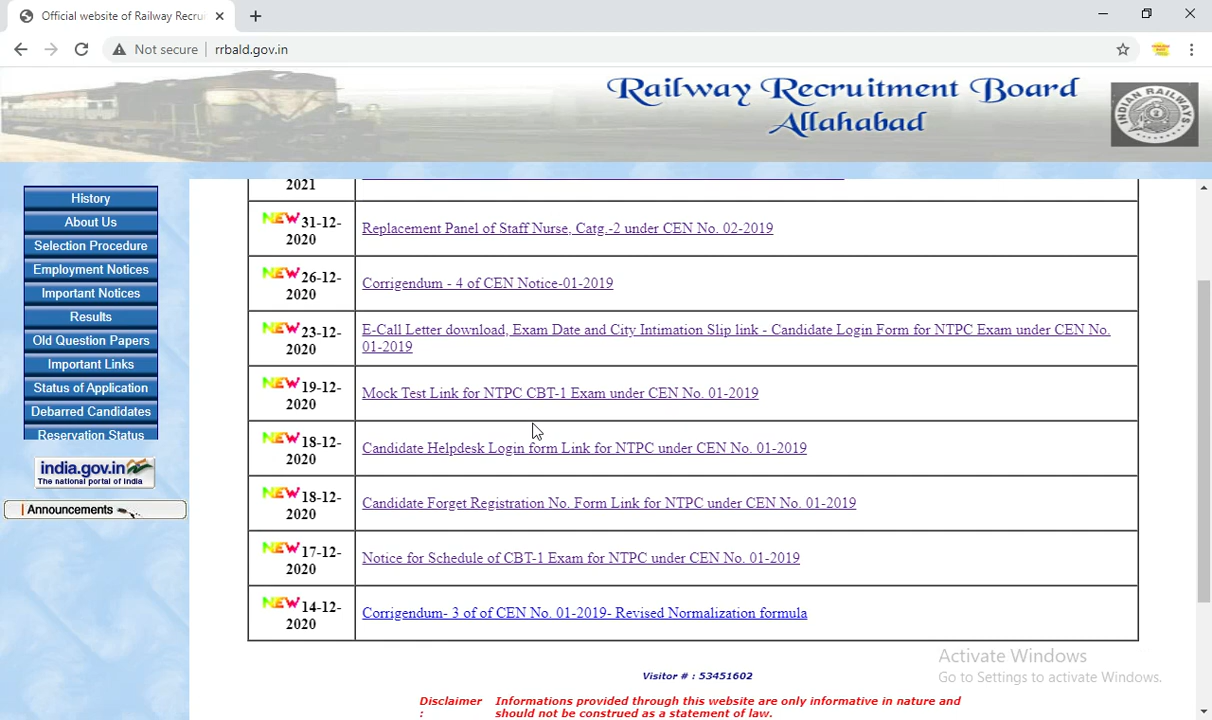 Official website of Railway Recru
Not secure
rrbald.gov.in
Railway Recruitment Board
Allahabad
INDIAN RAILWAYS
History
About Us
Selection Procedure
Employment Notices
Important Notices
Results
Old Question Papers
Important Links
Status of Application
Debarred Candidates
Reservation Status
india.gov.in
The national portal of India
Announcements
2021
NEW 31-12-
2020
Replacement Panel of Staff Nurse, Catg.-2 under CEN No. 02-2019
NEW 26-12-
2020
Corrigendum - 4 of CEN Notice-01-2019
NEW 23-12-
2020
E-Call Letter download, Exam Date and City Intimation Slip link - Candidate Login Form for NTPC Exam under CEN No.
01-2019
NEW 19-12-
2020
Mock Test Link for NTPC CBT-1 Exam under CEN No. 01-2019
NEW 18-12-
2020
Candidate Helpdesk Login form Link for NTPC under CEN No. 01-2019
NEW 18-12-
2020
Candidate Forget Registration No. Form Link for NTPC under CEN No. 01-2019
NEW 17-12-
2020
Notice for Schedule of CBT-1 Exam for NTPC under CEN No. 01-2019
NEW 14-12-
2020
Corrigendum- 3 of of CEN No. 01-2019- Revised Normalization formula
Visitor # : 53451602
Disclaimer : Informations provided through this website are only informative in nature and
should not be construed as a statement of law.
Activate Windows
Go to Settings to activate Windows.